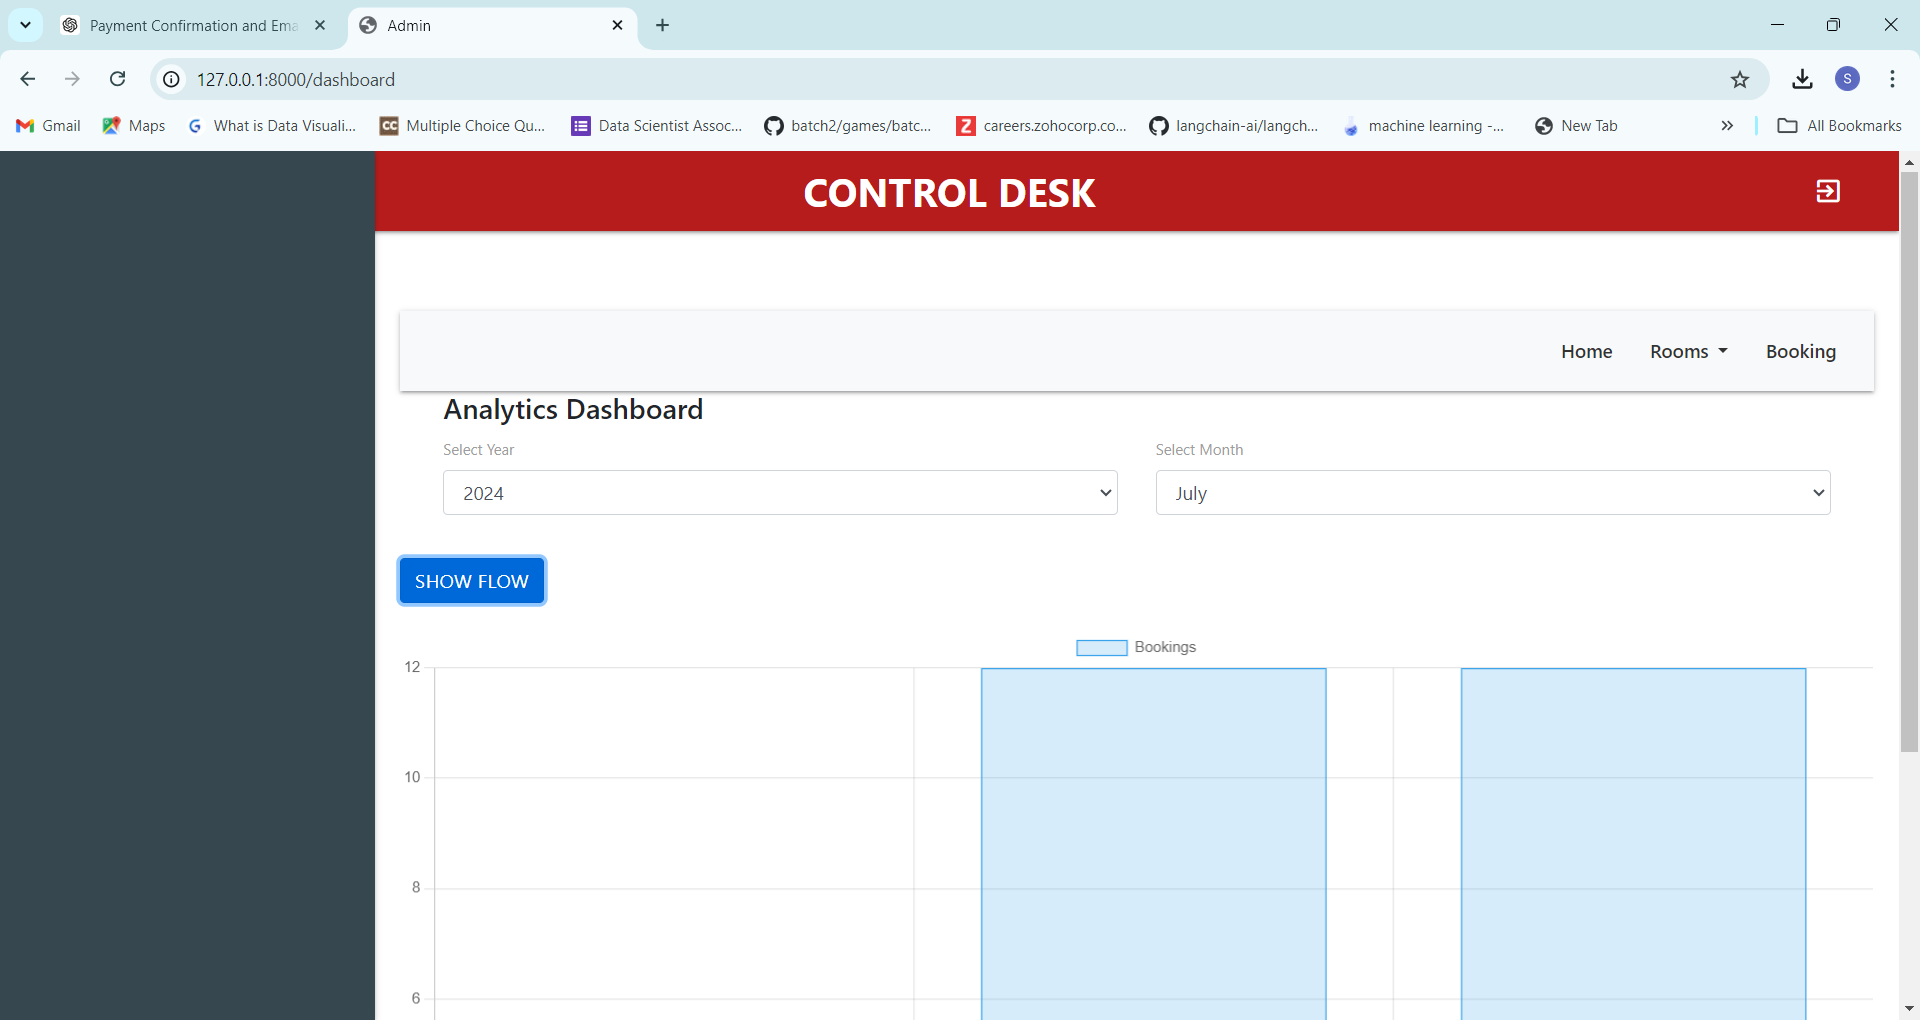 Payment Confirmation and Ema
Admin
127.0.0.1:8000/dashboard
S
Gmail
Maps
What is Data Visuali...
Multiple Choice Qu...
Data Scientist Assoc...
batch2/games/batc...
careers.zohocorp.co...
langchain-ai/langch...
machine learning -...
New Tab
All Bookmarks
CONTROL DESK
Home
Rooms
Booking
Analytics Dashboard
Select Year
Select Month
2024
July
SHOW FLOW
Bookings
12
10
8
6